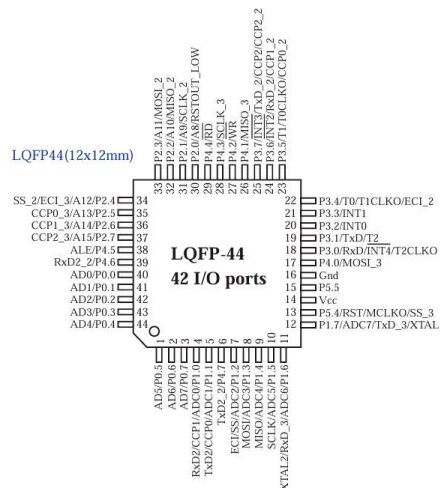 P2.3/A11/MOSI_2
P2.2/A10/MISO_2
P2.1/A9/SCLK_2
P2.0/A8/RSTOUT_LOW
P4.4/RD
P4.3/SCLK_3
P4.2/WR
P4.1/MISO_3
P3.7/INT3/TxD_2/CCP2/CCP2_2
P3.6/INT2/RxD_2/CCP1_2
P3.5/T1/T0CLKO/CCP0_2
LQFP44(12x12mm)
33 32 31 30 29 28 27 26 25 24 23
SS_2/ECI_3/A12/P2.4 34
CCP0_3/A13/P2.5 35
CCP1_3/A14/P2.6 36
CCP2_3/A15/P2.7 37
ALE/P4.5 38
RxD2_2/P4.6 39
AD0/P0.0 40
AD1/P0.1 41
AD2/P0.2 42
AD3/P0.3 43
AD4/P0.4 44
LQFP-44
42 I/O ports
22 P3.4/T0/T1CLKO/ECI_2
21 P3.3/INT1
20 P3.2/INT0
19 P3.1/TxD/T2
18 P3.0/RxD/INT4/T2CLKO
17 P4.0/MOSI_3
16 Gnd
15 P5.5
14 Vcc
13 P5.4/RST/MCLKO/SS_3
12 P1.7/ADC7/TxD_3/XTAL
1 2 3 4 5 6 7 8 9 10 11
AD5/P0.5
AD6/P0.6
AD7/P0.7
RxD2/CCP1/ADC0/P1.0
TxD2/CCP0/ADC1/P1.1
TxD2_2/P4.7
ECI/SS/ADC2/P1.2
MOSI/ADC3/P1.3
MISO/ADC4/P1.4
SCLK/ADC5/P1.5
XTAL2/RxD_3/ADC6/P1.6